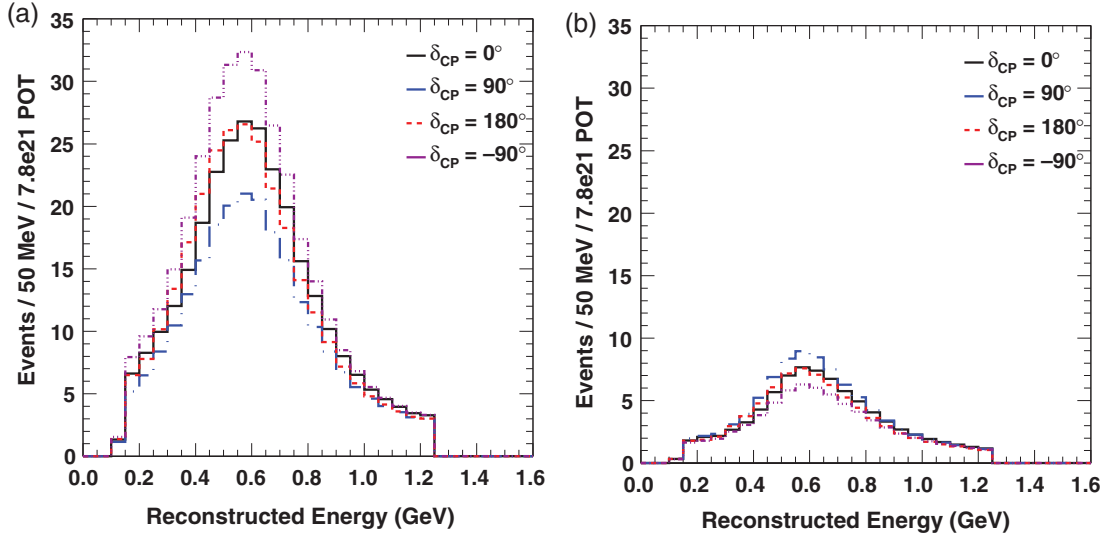 (a)
35
30
25
20
15
10
5
0
Events / 50 MeV / 7.8e21 POT
δCP = 0°
δCP = 90°
δCP = 180°
δCP = −90°
0.0 0.2 0.4 0.6 0.8 1.0 1.2 1.4 1.6
Reconstructed Energy (GeV)
(b)
35
30
25
20
15
10
5
0
Events / 50 MeV / 7.8e21 POT
δCP = 0°
δCP = 90°
δCP = 180°
δCP = −90°
0.0 0.2 0.4 0.6 0.8 1.0 1.2 1.4 1.6
Reconstructed Energy (GeV)